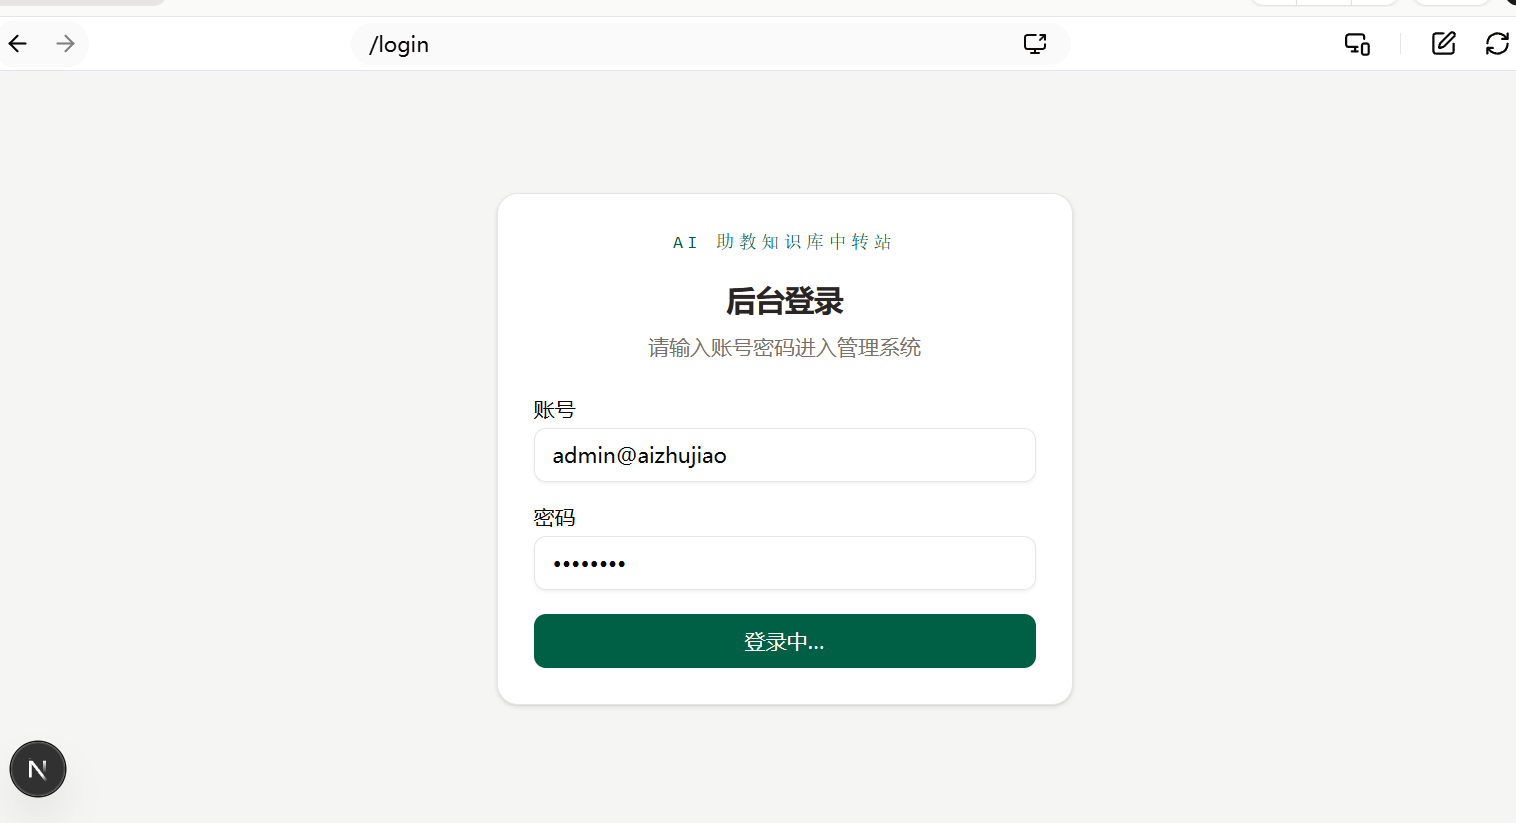 /login
AI 助教知识库中转站
后台登录
请输入账号密码进入管理系统
账号
admin@aizhujiao
密码
••••••••
登录中...
N